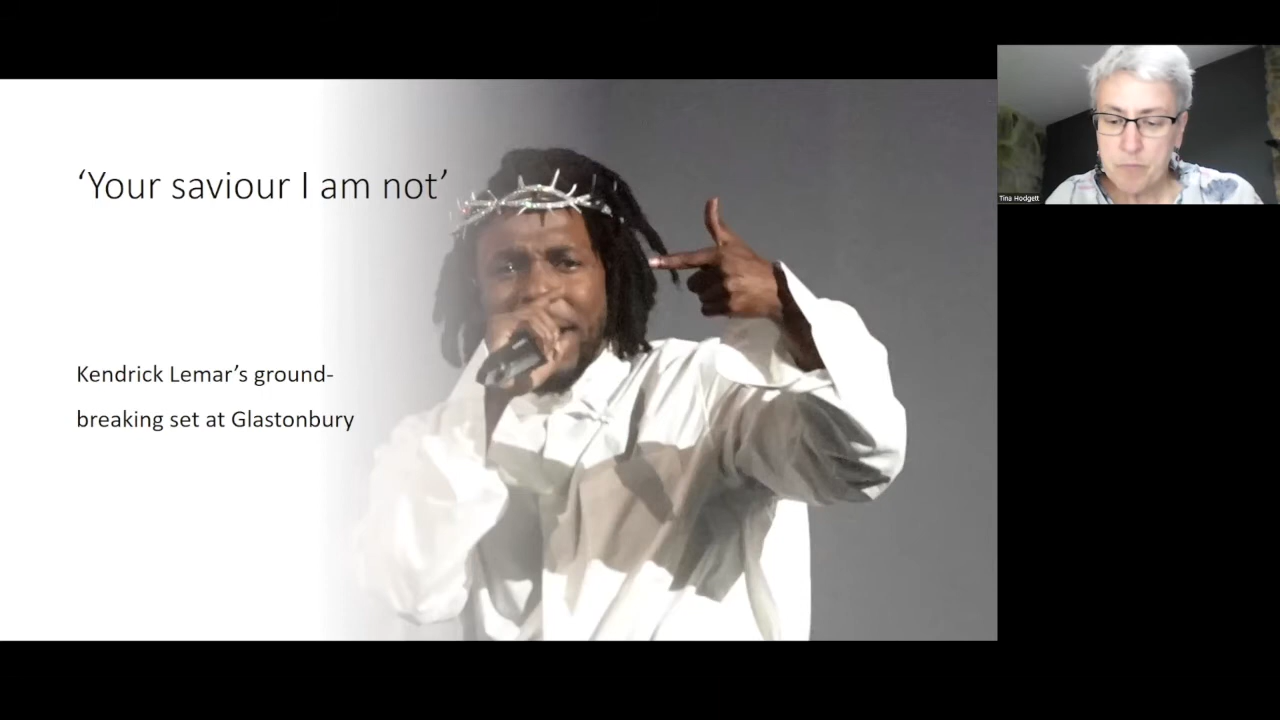 ‘Your saviour I am not’
Kendrick Lemar’s ground-
breaking set at Glastonbury
Tina Hodgett